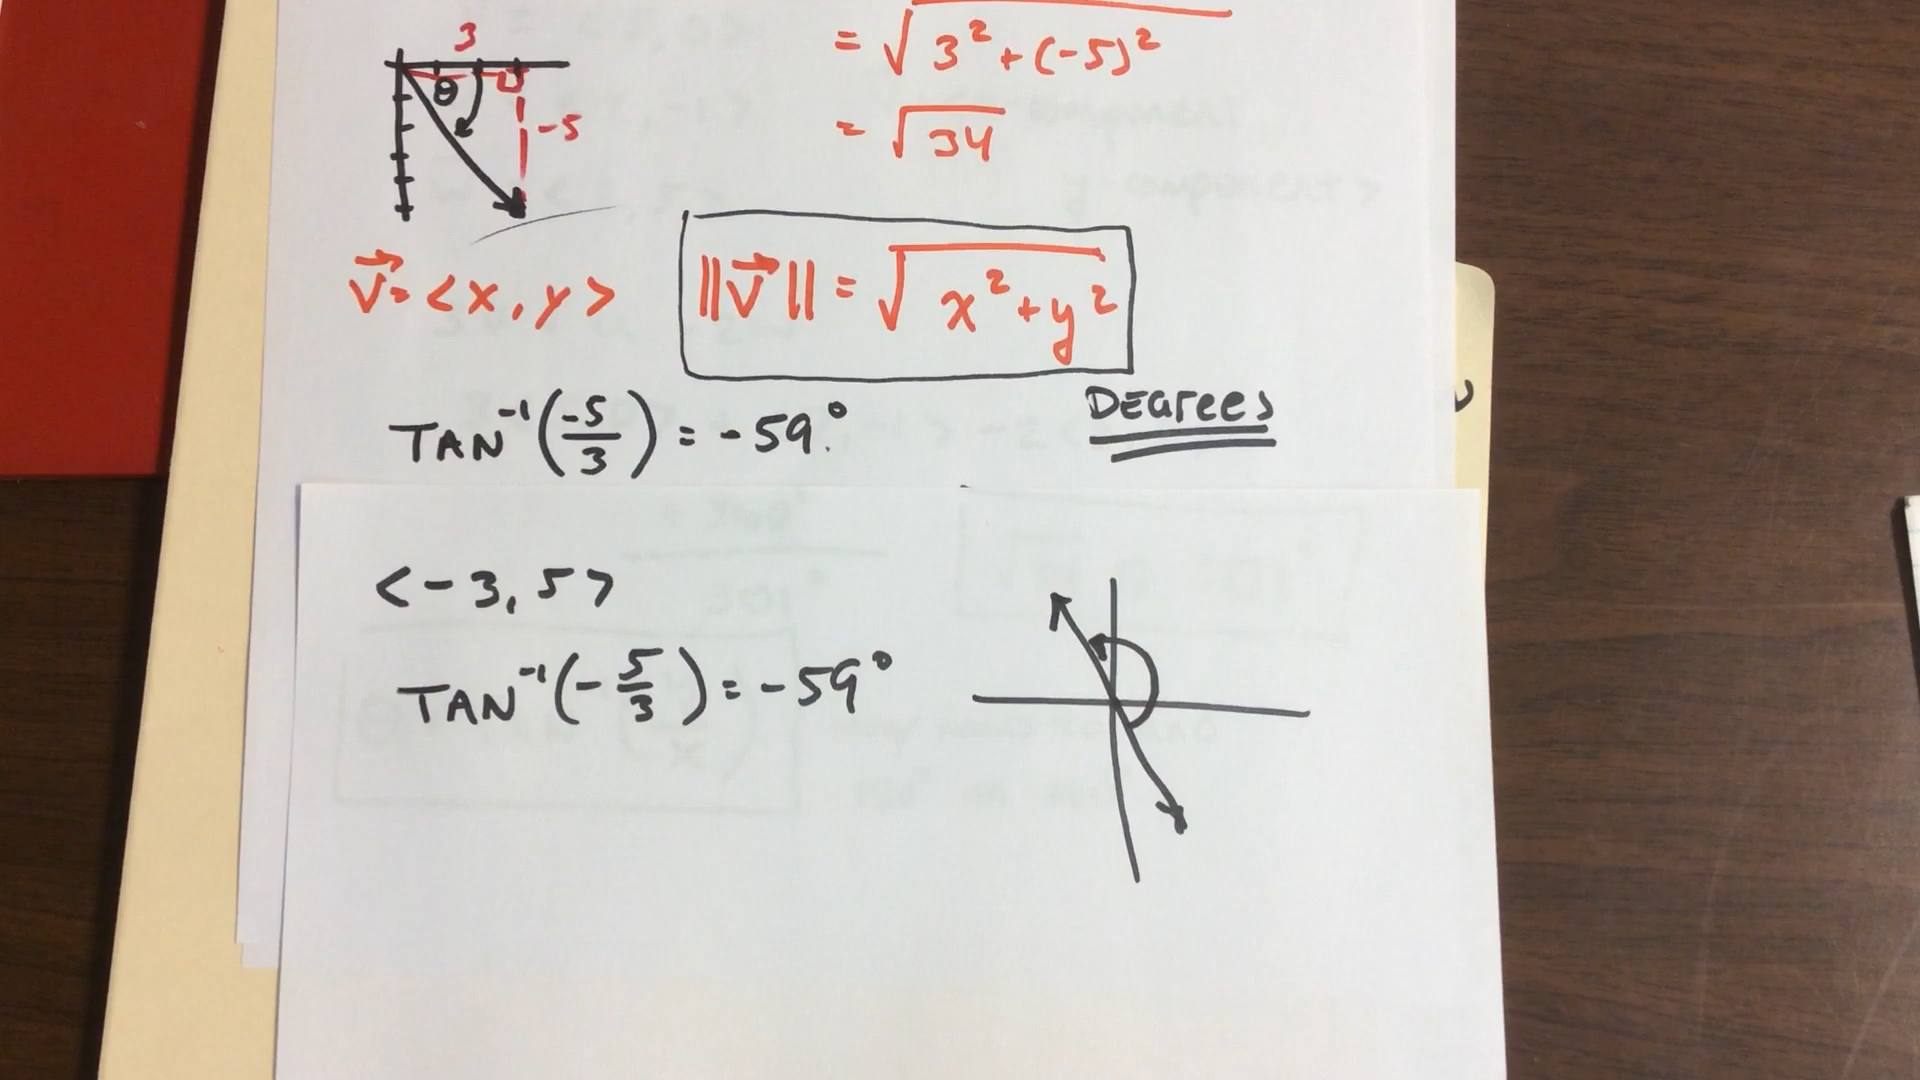 3
= √3² + (-5)²
θ
-5
= √34
v⃗ = <x, y>
||v⃗|| = √x² + y²
DEGrees
TAN⁻¹(-5/3) = -59.°
<-3, 5>
TAN⁻¹(-5/3) = -59°